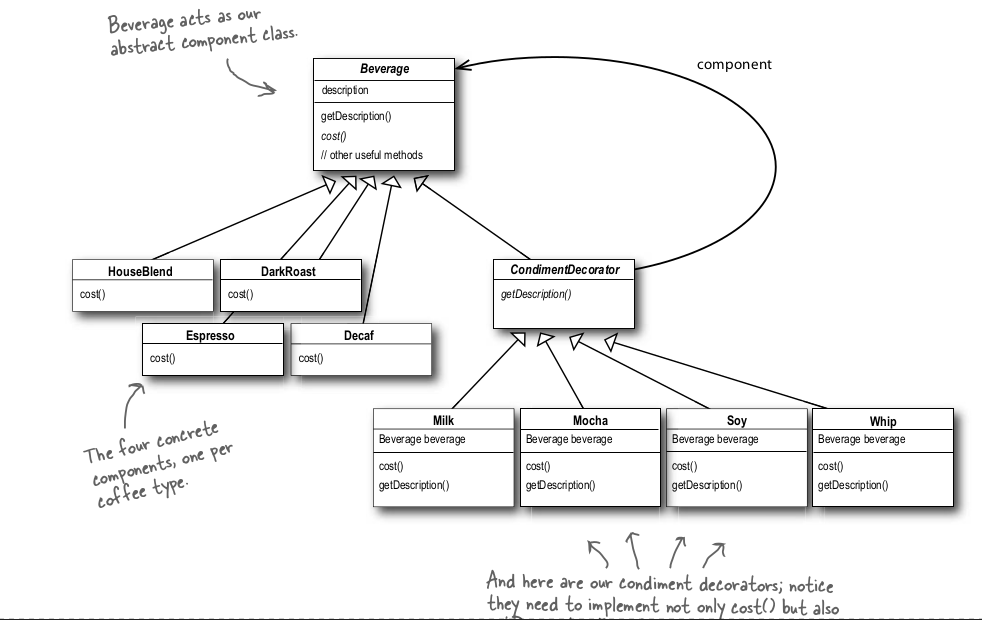 Beverage acts as our
abstract component class.
component
Beverage
description
getDescription()
cost()
// other useful methods
HouseBlend
cost()
DarkRoast
cost()
CondimentDecorator
getDescription()
Espresso
cost()
Decaf
cost()
The four concrete
components, one per
coffee type.
Milk
Beverage beverage
cost()
getDescription()
Mocha
Beverage beverage
cost()
getDescription()
Soy
Beverage beverage
cost()
getDescription()
Whip
Beverage beverage
cost()
getDescription()
And here are our condiment decorators; notice
they need to implement not only cost() but also